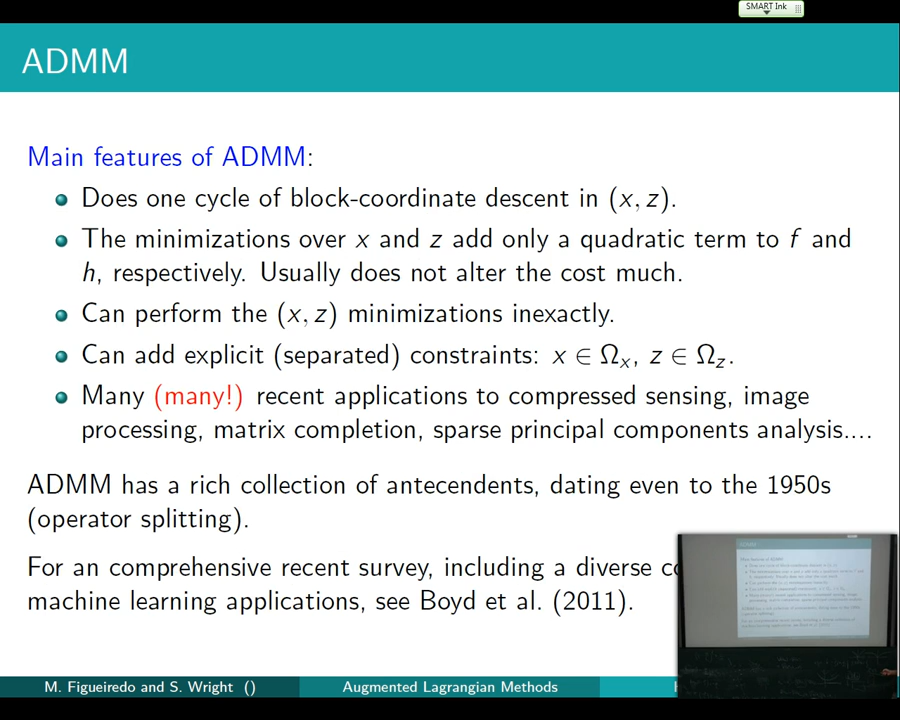 SMART Ink
ADMM
Main features of ADMM:
Does one cycle of block-coordinate descent in (x, z).
The minimizations over x and z add only a quadratic term to f and
h, respectively. Usually does not alter the cost much.
Can perform the (x, z) minimizations inexactly.
Can add explicit (separated) constraints: x ∈ Ωx, z ∈ Ωz.
Many (many!) recent applications to compressed sensing, image
processing, matrix completion, sparse principal components analysis....
ADMM has a rich collection of antecendents, dating even to the 1950s
(operator splitting).
For an comprehensive recent survey, including a diverse
machine learning applications, see Boyd et al. (2011).
M. Figueiredo and S. Wright ()
Augmented Lagrangian Methods